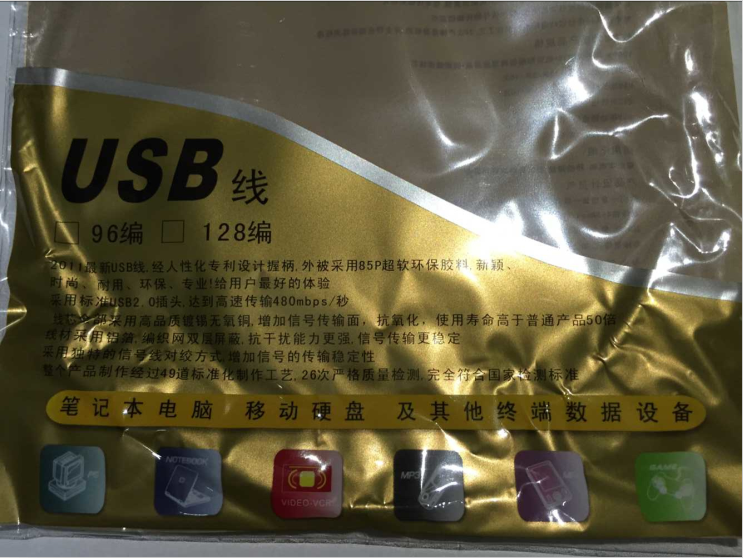 USB 线
□ 96编 □ 128编
2011最新USB线.经人性化专利设计握柄.外被采用85P超软环保胶料.新颖、
时尚、耐用、环保、专业!给用户最好的体验
采用标准USB2.0插头.达到高速传输480mbps/秒
线芯全部采用高品质镀锡无氧铜,增加信号传输面，抗氧化，使用寿命高于普通产品50倍
线材采用铝箔,编织网双层屏蔽,抗干扰能力更强,信号传输更稳定
采用独特的信号线对绞方式,增加信号的传输稳定性
整个产品制作经过49道标准化制作工艺,26次严格质量检测,完全符合国家检测标准
笔记本电脑 移动硬盘 及其他终端数据设备
PC NOTEBOOK VIDEO-VCR MP3 GAME